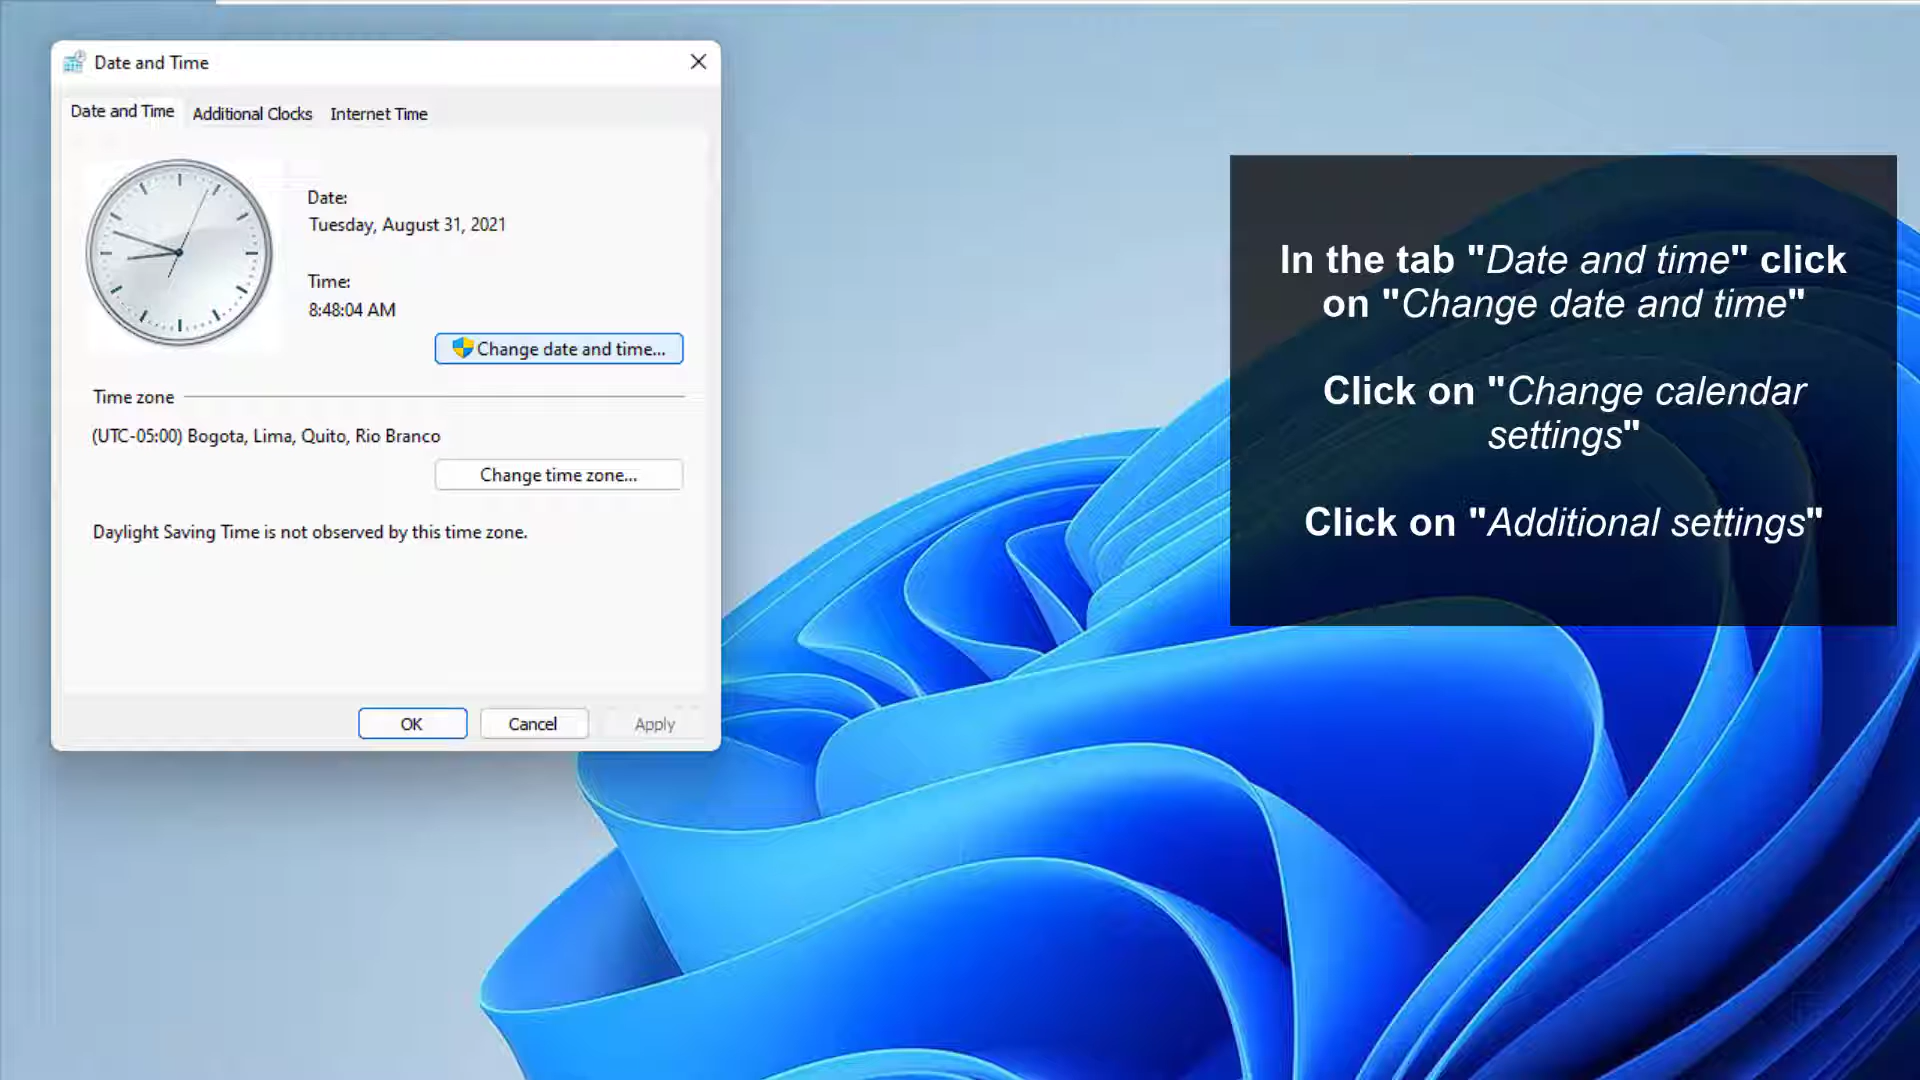 Date and Time
Date and Time
Additional Clocks
Internet Time
Date:
Tuesday, August 31, 2021
Time:
8:48:04 AM
Change date and time...
Time zone
(UTC-05:00) Bogota, Lima, Quito, Rio Branco
Change time zone...
Daylight Saving Time is not observed by this time zone.
OK
Cancel
Apply
In the tab "Date and time" click
on "Change date and time"
Click on "Change calendar
settings"
Click on "Additional settings"